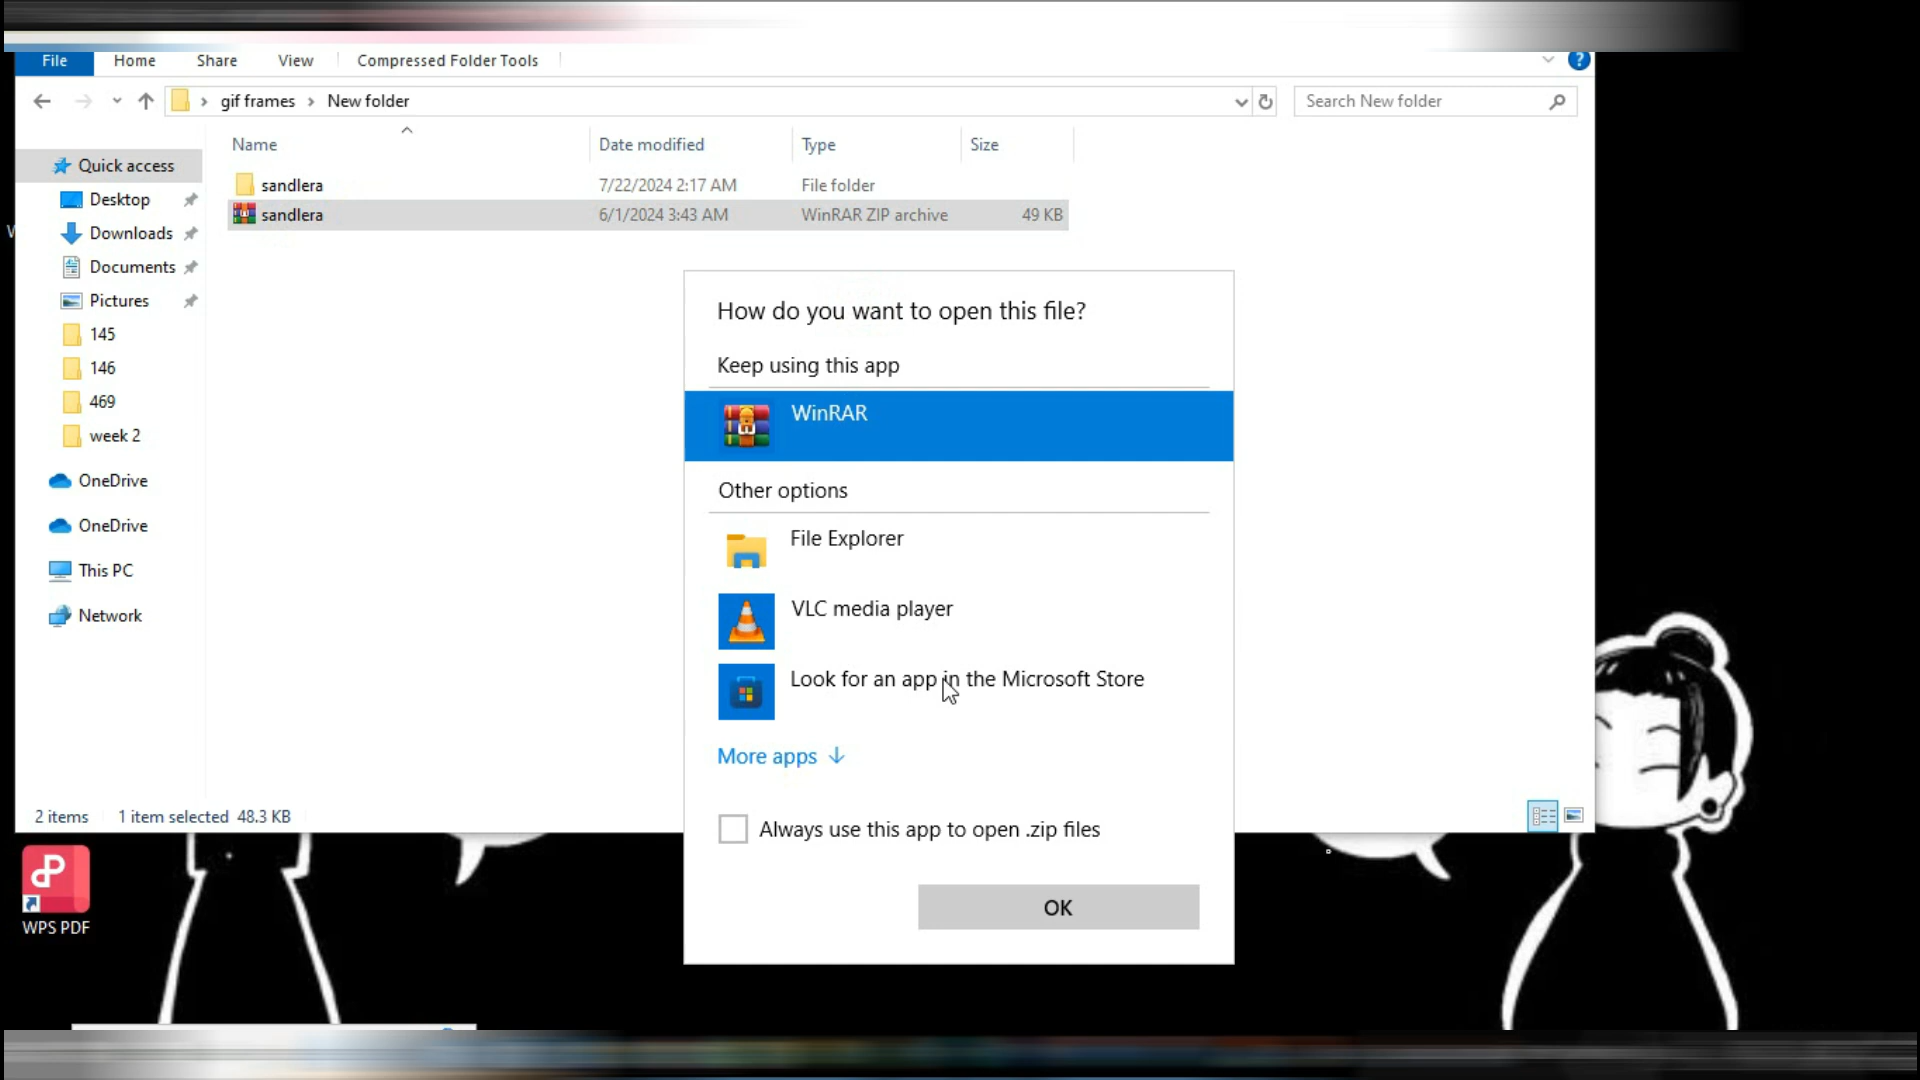 File Home Share View Compressed Folder Tools
gif frames New folder
Search New folder
Name Date modified Type Size
Quick access
sandlera 7/22/2024 2:17 AM File folder
sandlera 6/1/2024 3:43 AM WinRAR ZIP archive 49 KB
Desktop
Downloads
Documents
Pictures
145
146
469
week 2
OneDrive
OneDrive
This PC
Network
2 items 1 item selected 48.3 KB
How do you want to open this file?
Keep using this app
WinRAR
Other options
File Explorer
VLC media player
Look for an app in the Microsoft Store
More apps
Always use this app to open .zip files
OK
WPS PDF